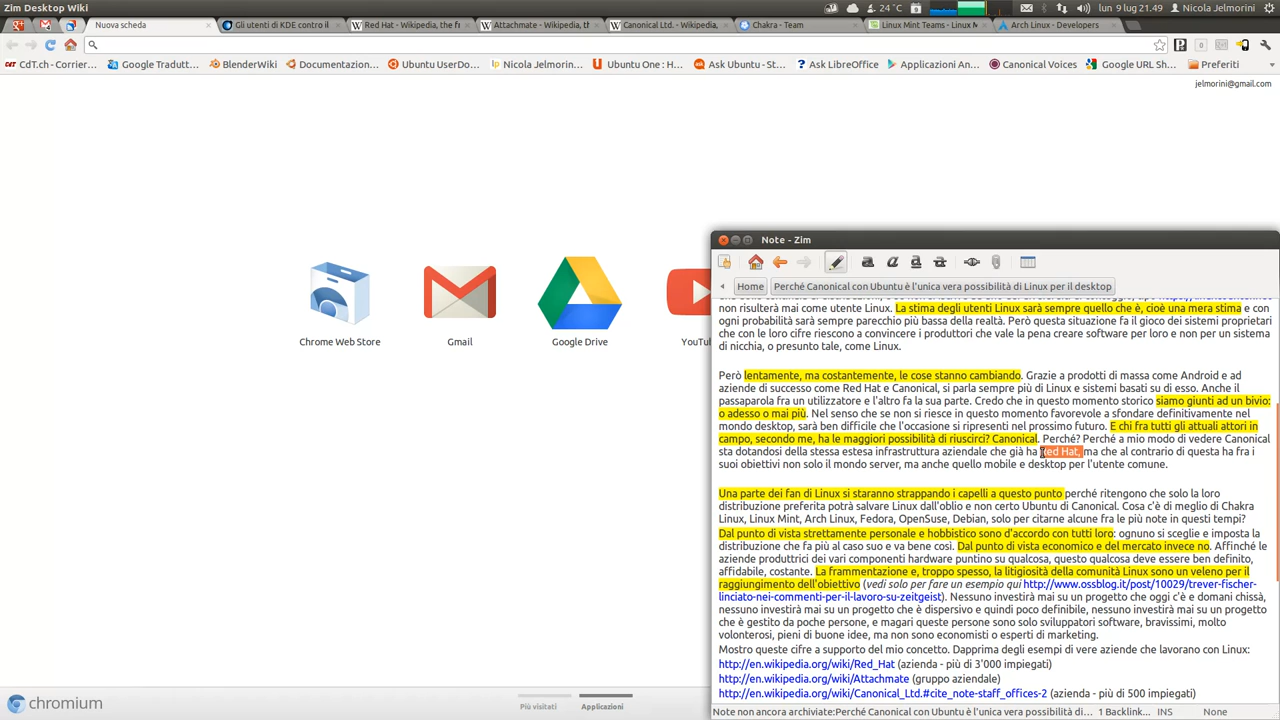 Zim Desktop Wiki
24 °C
lun 9 lug 21.49
Nicola Jelmorini
Nuova scheda
Gli utenti di KDE contro il
Red Hat - Wikipedia, the fr
Attachmate - Wikipedia, th
Canonical Ltd. - Wikipedia,
Chakra - Team
Linux Mint Teams - Linux M
Arch Linux - Developers
CdT.ch - Corrier...
Google Tradutt...
BlenderWiki
Documentazion...
Ubuntu UserDo...
Nicola Jelmorin...
Ubuntu One : H...
Ask Ubuntu - St...
Ask LibreOffice
Applicazioni An...
Canonical Voices
Google URL Sh...
Preferiti
jelmorini@gmail.com
Chrome Web Store
Gmail
Google Drive
YouTu
Note - Zim
Home
Perché Canonical con Ubuntu è l'unica vera possibilità di Linux per il desktop
non risulterà mai come utente Linux. La stima degli utenti Linux sarà sempre quello che è, cioè una mera stima e con
ogni probabilità sarà sempre parecchio più bassa della realtà. Però questa situazione fa il gioco dei sistemi proprietari
che con le loro cifre riescono a convincere i produttori che vale la pena creare software per loro e non per un sistema
di nicchia, o presunto tale, come Linux.
Però lentamente, ma costantemente, le cose stanno cambiando. Grazie a prodotti di massa come Android e ad
aziende di successo come Red Hat e Canonical, si parla sempre più di Linux e sistemi basati su di esso. Anche il
passaparola fra un utilizzatore e l'altro fa la sua parte. Credo che in questo momento storico siamo giunti ad un bivio:
o adesso o mai più. Nel senso che se non si riesce in questo momento favorevole a sfondare definitivamente nel
mondo desktop, sarà ben difficile che l'occasione si ripresenti nel prossimo futuro. E chi fra tutti gli attuali attori in
campo, secondo me, ha le maggiori possibilità di riuscirci? Canonical. Perché? Perché a mio modo di vedere Canonical
sta dotandosi della stessa estesa infrastruttura aziendale che già ha Red Hat, ma che al contrario di questa ha fra i
suoi obiettivi non solo il mondo server, ma anche quello mobile e desktop per l'utente comune.
Una parte dei fan di Linux si staranno strappando i capelli a questo punto perché ritengono che solo la loro
distribuzione preferita potrà salvare Linux dall'oblio e non certo Ubuntu di Canonical. Cosa c'è di meglio di Chakra
Linux, Linux Mint, Arch Linux, Fedora, OpenSuse, Debian, solo per citarne alcune fra le più note in questi tempi?
Dal punto di vista strettamente personale e hobbistico sono d'accordo con tutti loro: ognuno si sceglie e imposta la
distribuzione che fa più al caso suo e va bene così. Dal punto di vista economico e del mercato invece no. Affinché le
aziende produttrici dei vari componenti hardware puntino su qualcosa, questo qualcosa deve essere ben definito,
affidabile, costante. La frammentazione e, troppo spesso, la litigiosità della comunità Linux sono un veleno per il
raggiungimento dell'obiettivo (vedi solo per fare un esempio qui http://www.ossblog.it/post/10029/trever-fischer-
linciato-nei-commenti-per-il-lavoro-su-zeitgeist). Nessuno investirà mai su un progetto che oggi c'è e domani chissà,
nessuno investirà mai su un progetto che è dispersivo e quindi poco definibile, nessuno investirà mai su un progetto
che è gestito da poche persone, e magari queste persone sono solo sviluppatori software, bravissimi, molto
volonterosi, pieni di buone idee, ma non sono economisti o esperti di marketing.
Mostro queste cifre a supporto del mio concetto. Dapprima degli esempi di vere aziende che lavorano con Linux:
http://en.wikipedia.org/wiki/Red_Hat (azienda - più di 3'000 impiegati)
http://en.wikipedia.org/wiki/Attachmate (gruppo aziendale)
http://en.wikipedia.org/wiki/Canonical_Ltd.#cite_note-staff_offices-2 (azienda - più di 500 impiegati)
chromium
Più visitati
Applicazioni
Note non ancora archiviate:Perché Canonical con Ubuntu è l'unica vera possibilità di...
1 Backlink...
INS
None